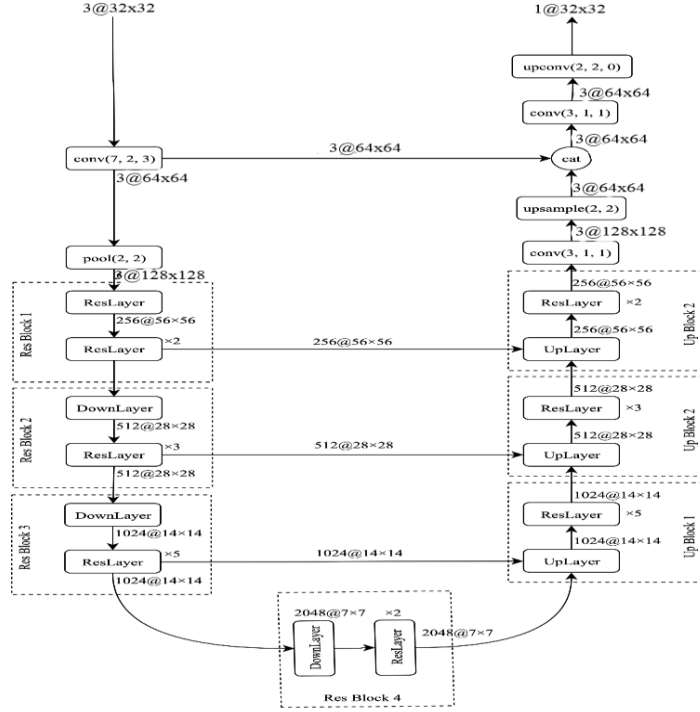 3@32x32
conv(7, 2, 3)
3@64x64
pool(2, 2)
3@128x128
Res Block 1
ResLayer
256@56×56
ResLayer
×2
Res Block 2
DownLayer
512@28×28
ResLayer
×3
512@28×28
Res Block 3
DownLayer
1024@14×14
ResLayer
×5
1024@14×14
2048@7×7
×2
DownLayer
ResLayer
Res Block 4
2048@7×7
3@64x64
256@56×56
512@28×28
1024@14×14
1@32x32
upconv(2, 2, 0)
3@64x64
conv(3, 1, 1)
3@64x64
cat
3@64x64
upsample(2, 2)
3@128x128
conv(3, 1, 1)
256@56×56
ResLayer
×2
256@56×56
UpLayer
Up Block 2
ResLayer
×3
512@28×28
UpLayer
Up Block 2
1024@14×14
ResLayer
×5
1024@14×14
UpLayer
Up Block 1